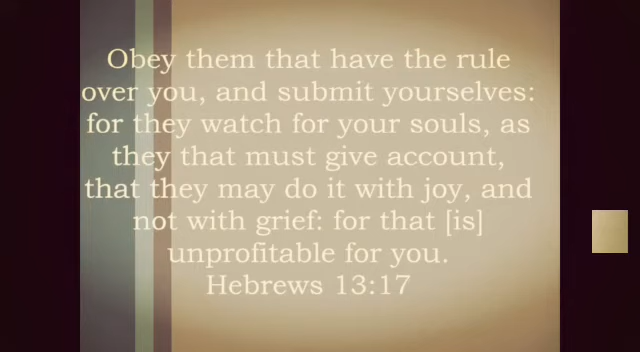 Obey them that have the rule
over you, and submit yourselves:
for they watch for your souls, as
they that must give account,
that they may do it with joy, and
not with grief: for that [is]
unprofitable for you.
Hebrews 13:17